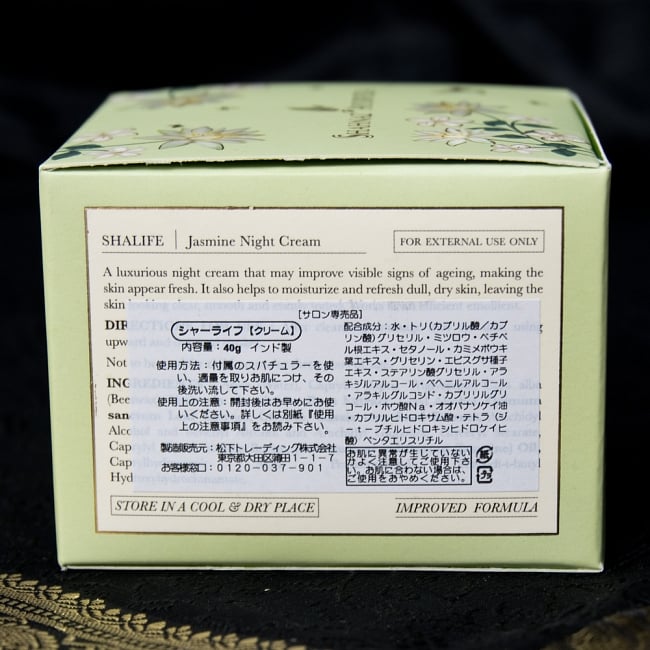 SHALIFE | Jasmine Night Cream
FOR EXTERNAL USE ONLY
A luxurious night cream that may improve visible signs of ageing, making the
skin appear fresh. It also helps to moisturize and refresh dull, dry skin, leaving the
skin looking clear, smooth and
using
upward
Not
(Bee
Alcohol
[サロン専売品]
シャーライフ【クリーム】
内容量:40g インド製
使用方法:付属のスパチュラーを使
い、適量を取りお肌につけ、その
後洗い流して下さい。
使用上の注意:開封後はお早めにお使
いください。詳しくは別紙『使用
上の注意事項』をお読み下さい。
製造販売元:松下トレーディング株式会社
東京都大田区蒲田1-1-7
お客様窓口:0120-037-901
配合成分:水・トリ(カプリル酸/カプ
リン酸)グリセリル・ミツロウ・ベチベ
ル根エキス・セタノール・カミメボウキ
葉エキス・グリセリン・エビスグサ種子
エキス・ステアリン酸グリセリル・アラ
キジルアルコール・ベヘニルアルコール
・アラキルグルコシド・カプリリルグリ
コール・ホウ酸Na・オオバナソケイ油
・カプリルヒドロキサム酸・テトラ(ジ
-t-ブチルヒドロキシヒドロケイヒ
酸)ペンタエリスリチル
お肌に異常が生じていない
かよく注意してご使用下さ
い。お肌に合わない場合は、
ご使用をおやめください。
紙
STORE IN A COOL & DRY PLACE
IMPROVED FORMULA